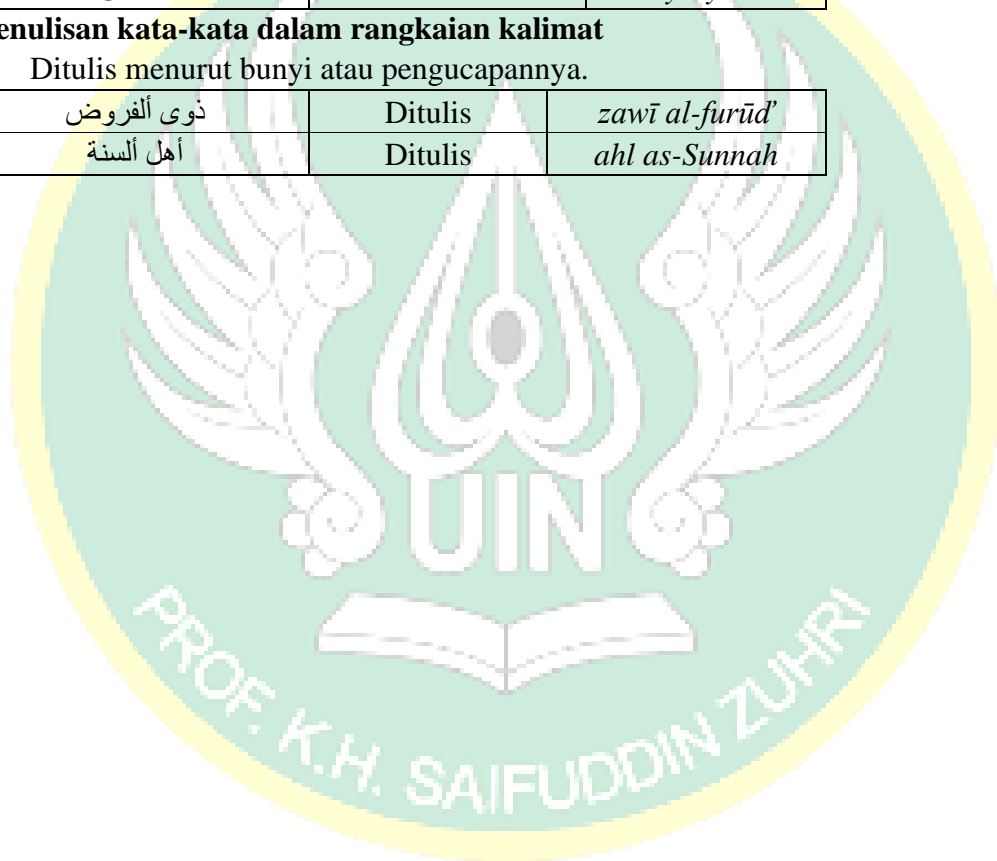 enulisan kata-kata dalam rangkaian kalimat
Ditulis menurut bunyi atau pengucapannya.
ذوى ألفروض Ditulis zawī al-furūd'
أهل ألسنة Ditulis ahl as-Sunnah
UIN
PROF. K.H. SAIFUDDIN ZUHRI